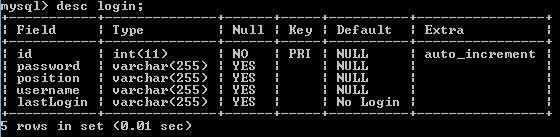 mysql> desc login;
+-----------+--------------+------+-----+----------+----------------+
| Field     | Type         | Null | Key | Default  | Extra          |
+-----------+--------------+------+-----+----------+----------------+
| id        | int(11)      | NO   | PRI | NULL     | auto_increment |
| password  | varchar(255) | YES  |     | NULL     |                |
| position  | varchar(255) | YES  |     | NULL     |                |
| username  | varchar(255) | YES  |     | NULL     |                |
| lastLogin | varchar(255) | YES  |     | No Login |                |
+-----------+--------------+------+-----+----------+----------------+
5 rows in set (0.01 sec)